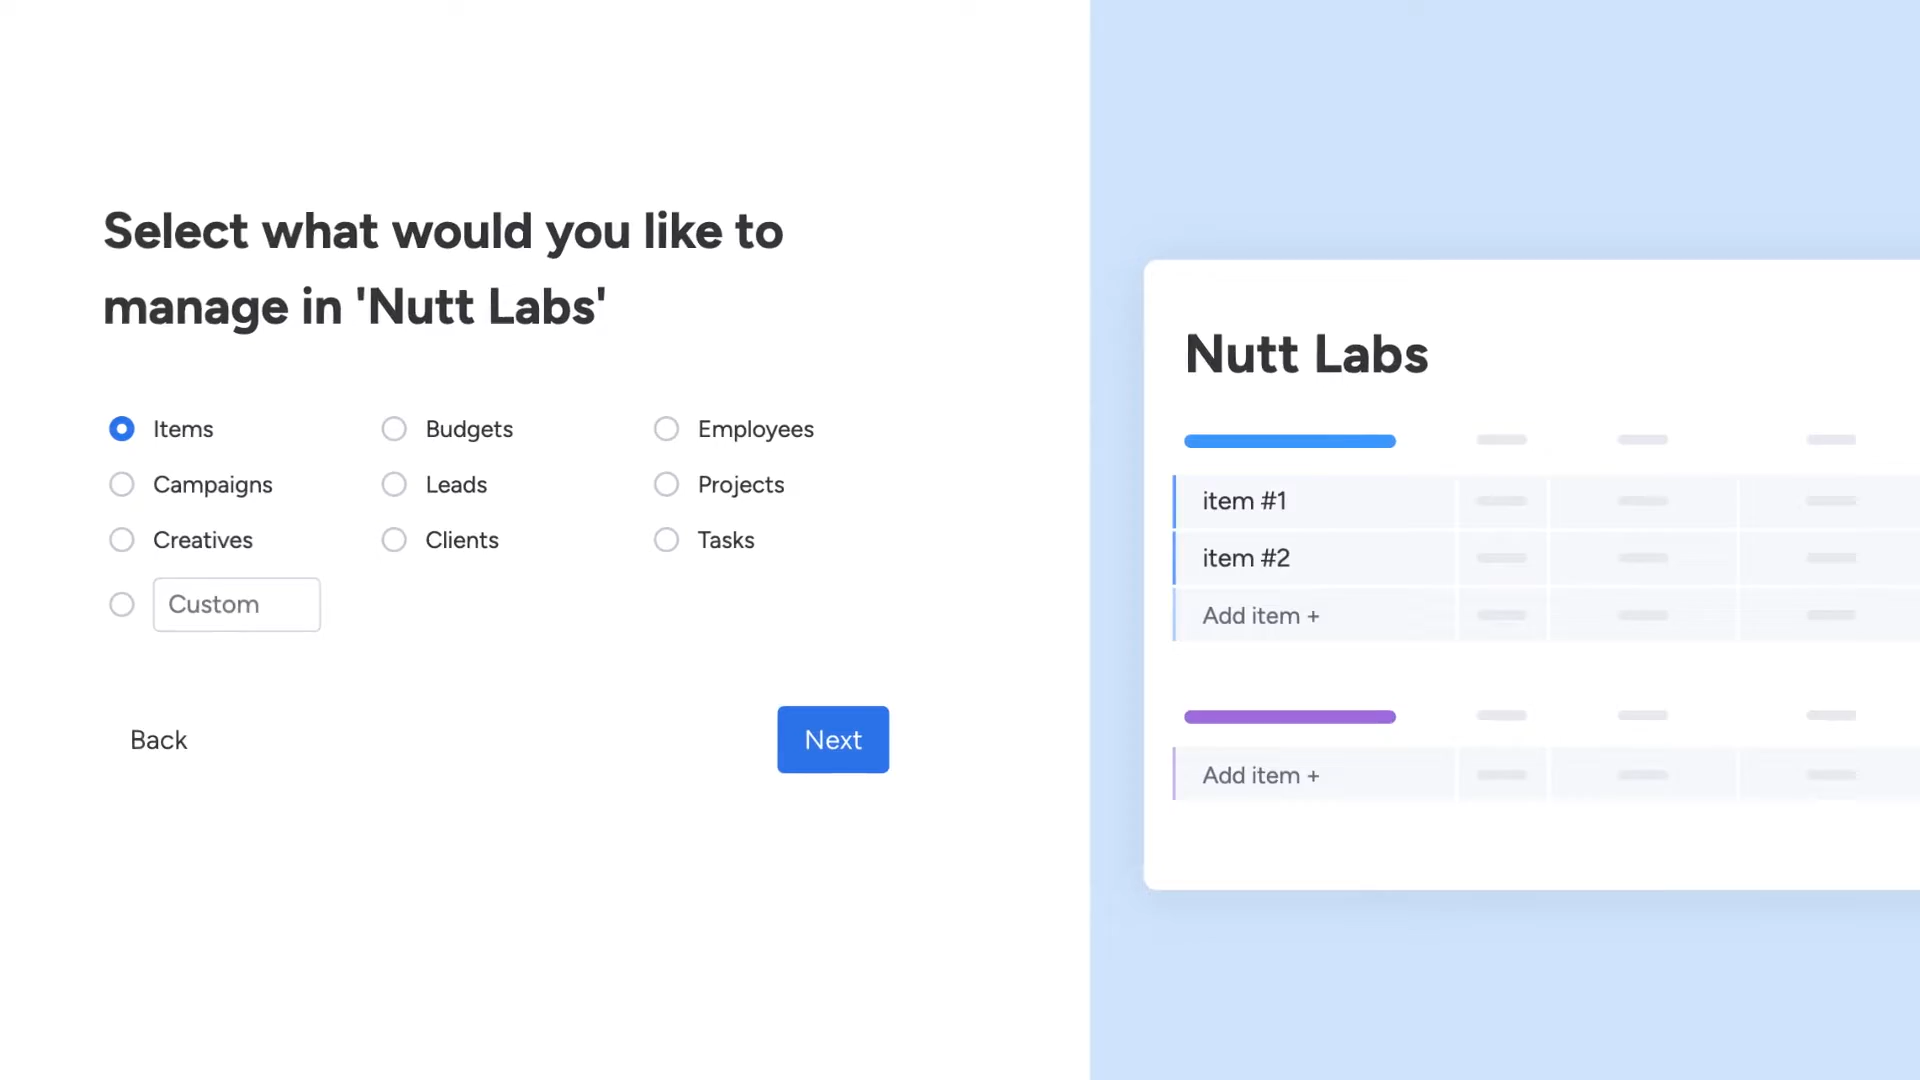 Select what would you like to
manage in 'Nutt Labs'
Items
Budgets
Employees
Campaigns
Leads
Projects
Creatives
Clients
Tasks
Custom
Back
Next
Nutt Labs
item #1
item #2
Add item +
Add item +